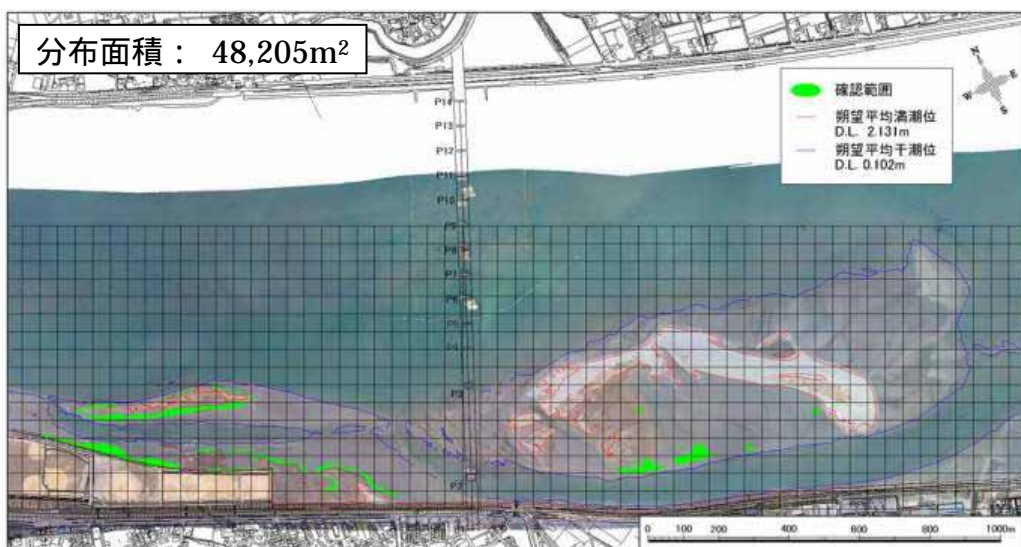 分布面積： 48,205m²
N
E
W
S
確認範囲
朔望平均満潮位
D.L. 2.131m
朔望平均干潮位
D.L. 0.102m
P14
P13
P12
P11
P10
P9
P8
P7
P6
P5
P4
P3
P2
0 100 200 400 600 800 1000m